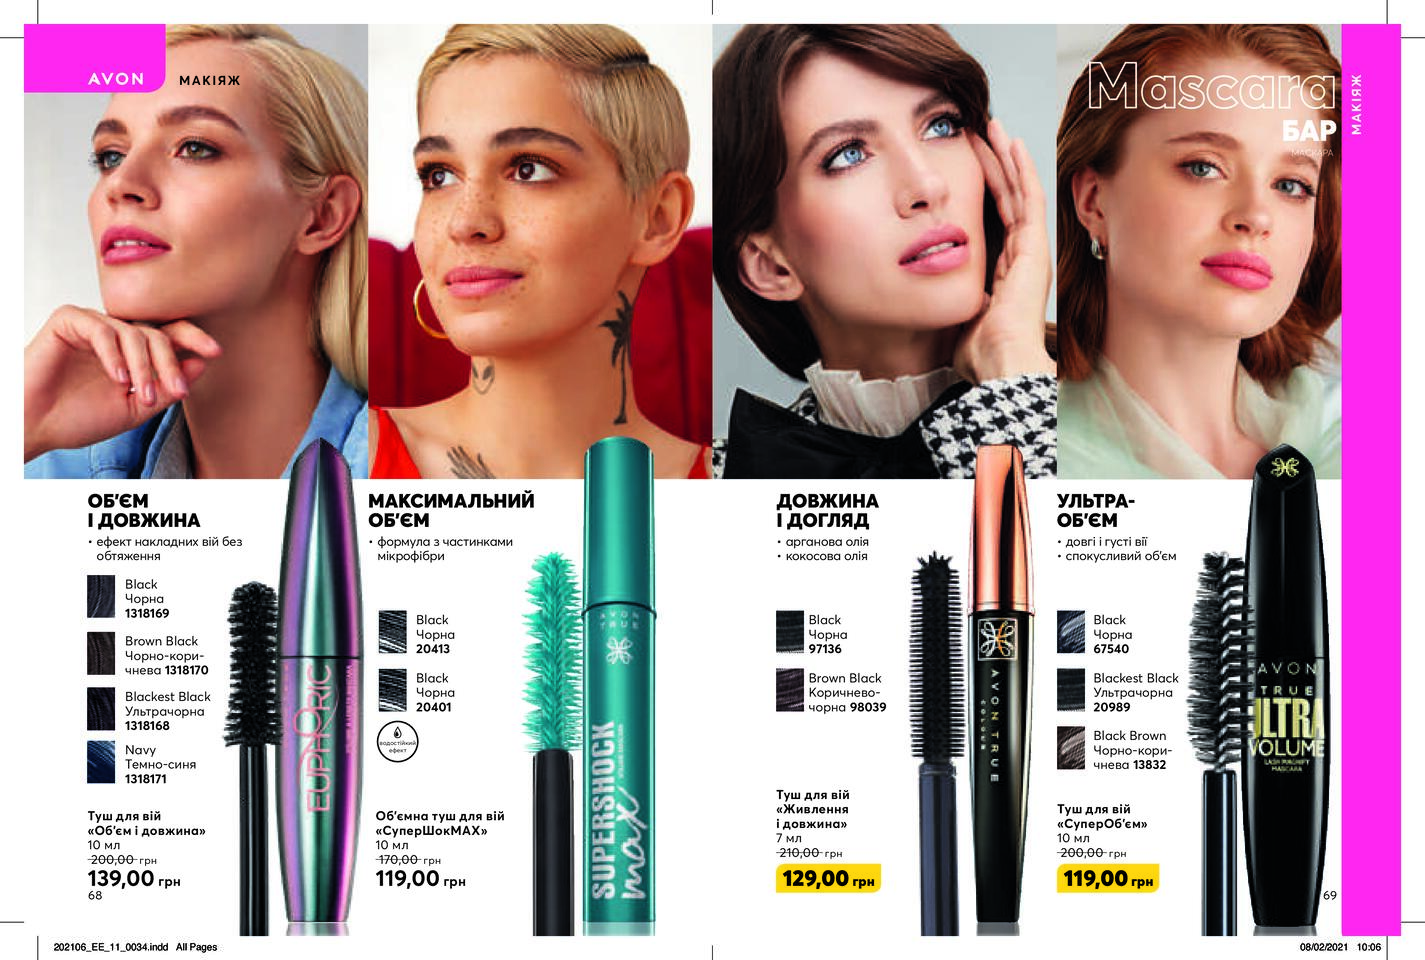 AVON
МАКІЯЖ
Mascara
БАР
МАСКАРА
МАКІЯЖ
ОБ'ЄМ
І ДОВЖИНА
• ефект накладних вій без
обтяження
Black
Чорна
1318169
Brown Black
Чорно-кори-
чнева 1318170
Blackest Black
Ультрачорна
1318168
Navy
Темно-синя
1318171
Туш для вій
«Об'єм і довжина»
10 мл
200,00 грн
139,00 грн
68
EUPHORIC
МАКСИМАЛЬНИЙ
ОБ'ЄМ
• формула з частинками
мікрофібри
Black
Чорна
20413
Black
Чорна
20401
водостійкий
ефект
Об'ємна туш для вій
«СуперШокMAX»
10 мл
170,00 грн
119,00 грн
AVON
TRUE
SUPERSHOCK
max
ДОВЖИНА
І ДОГЛЯД
• арганова олія
• кокосова олія
Black
Чорна
97136
Brown Black
Коричнево-
чорна 98039
Туш для вій
«Живлення
і довжина»
7 мл
210,00 грн
129,00 грн
AVON TRUE
COLOUR
УЛЬТРА-
ОБ'ЄМ
• довгі і густі вії
• спокусливий об'єм
Black
Чорна
67540
Blackest Black
Ультрачорна
20989
Black Brown
Чорно-кори-
чнева 13832
Туш для вій
«СуперОб'єм»
10 мл
200,00 грн
119,00 грн
AVON
TRUE
ULTRA
VOLUME
LASH MAGNIFY
MASCARA
69
202106_EE_11_0034.indd   All Pages
08/02/2021   10:06